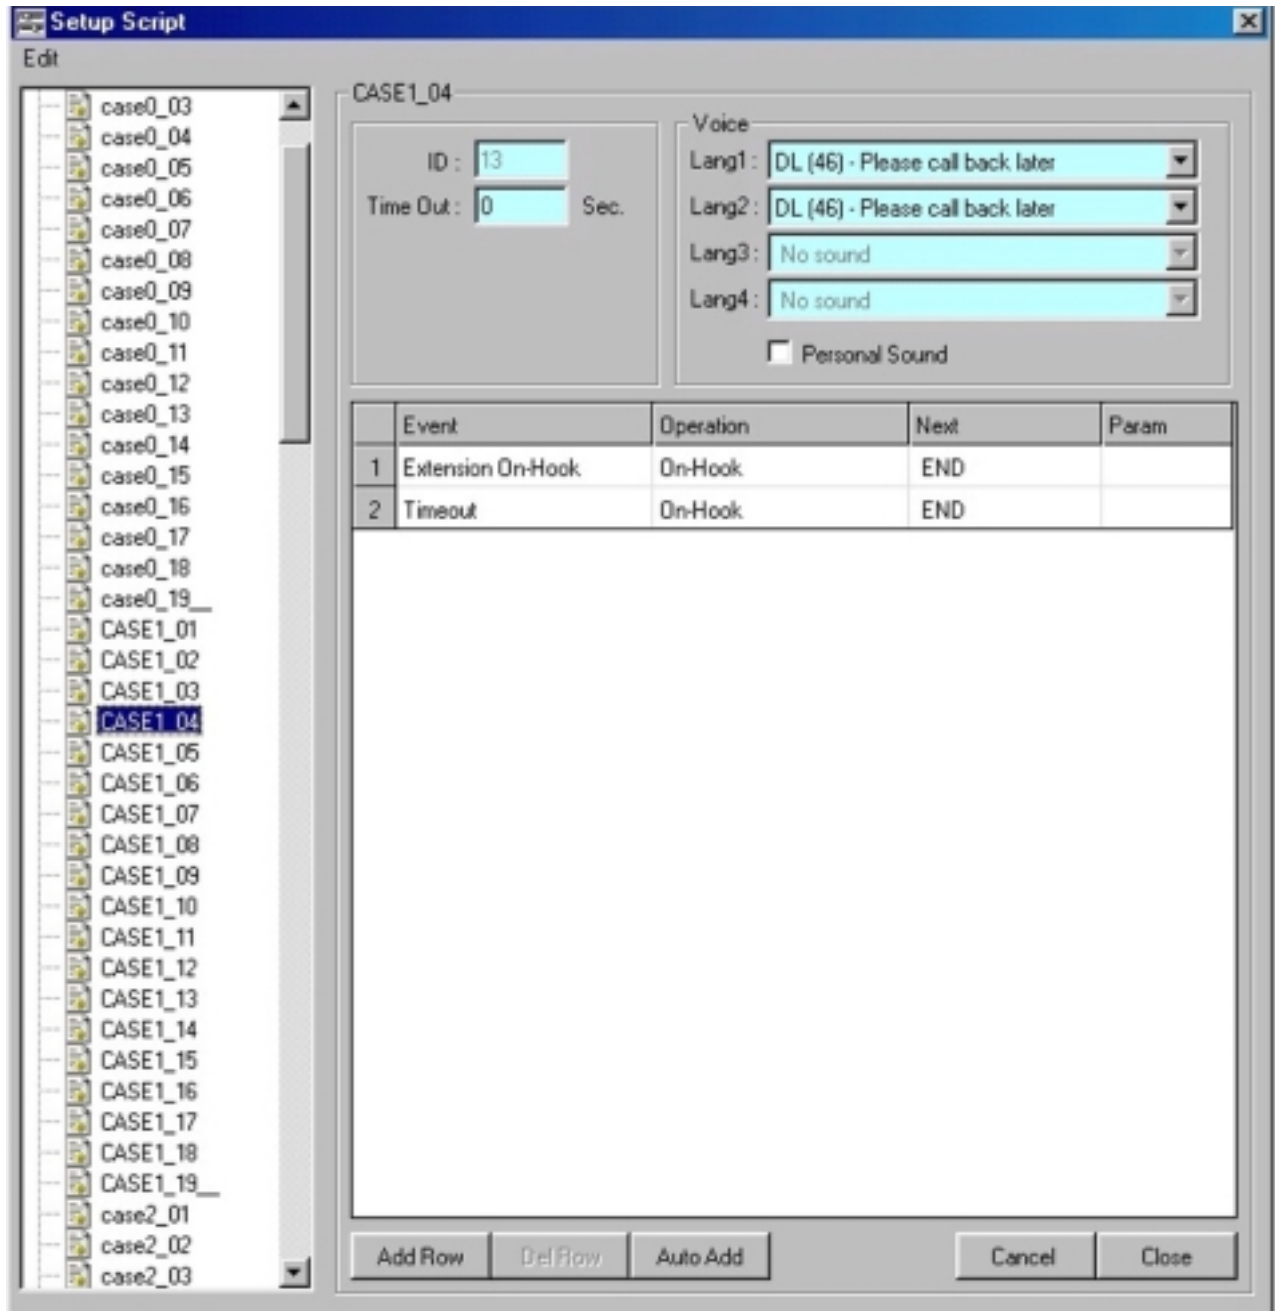 Setup Script
Edit
case0_03
case0_04
case0_05
case0_06
case0_07
case0_08
case0_09
case0_10
case0_11
case0_12
case0_13
case0_14
case0_15
case0_16
case0_17
case0_18
case0_19__
CASE1_01
CASE1_02
CASE1_03
CASE1_04
CASE1_05
CASE1_06
CASE1_07
CASE1_08
CASE1_09
CASE1_10
CASE1_11
CASE1_12
CASE1_13
CASE1_14
CASE1_15
CASE1_16
CASE1_17
CASE1_18
CASE1_19__
case2_01
case2_02
case2_03
CASE1_04
ID : 13
Time Out : 0 Sec.
Voice
Lang1 : DL (46) - Please call back later
Lang2 : DL (46) - Please call back later
Lang3 : No sound
Lang4 : No sound
Personal Sound
Event Operation Next Param
1 Extension On-Hook On-Hook END
2 Timeout On-Hook END
Add Row Del Row Auto Add Cancel Close